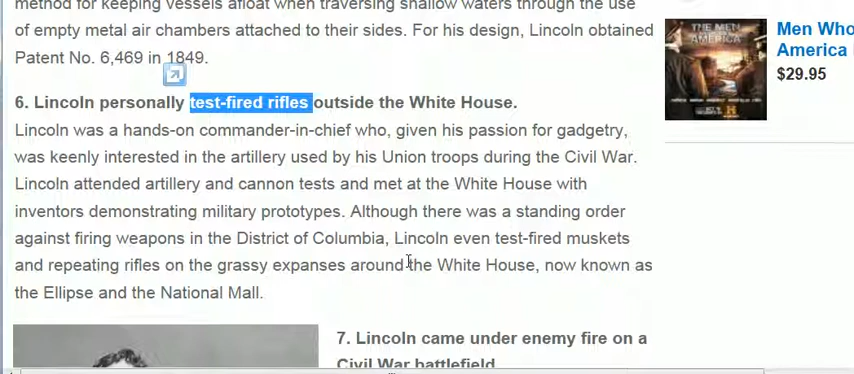 method for keeping vessels afloat when traversing shallow waters through the use
of empty metal air chambers attached to their sides. For his design, Lincoln obtained
Patent No. 6,469 in 1849.
6. Lincoln personally test-fired rifles outside the White House.
Lincoln was a hands-on commander-in-chief who, given his passion for gadgetry,
was keenly interested in the artillery used by his Union troops during the Civil War.
Lincoln attended artillery and cannon tests and met at the White House with
inventors demonstrating military prototypes. Although there was a standing order
against firing weapons in the District of Columbia, Lincoln even test-fired muskets
and repeating rifles on the grassy expanses around the White House, now known as
the Ellipse and the National Mall.
7. Lincoln came under enemy fire on a
Civil War battlefield
THE MEN
AMERICA
H
Men Who
America
$29.95